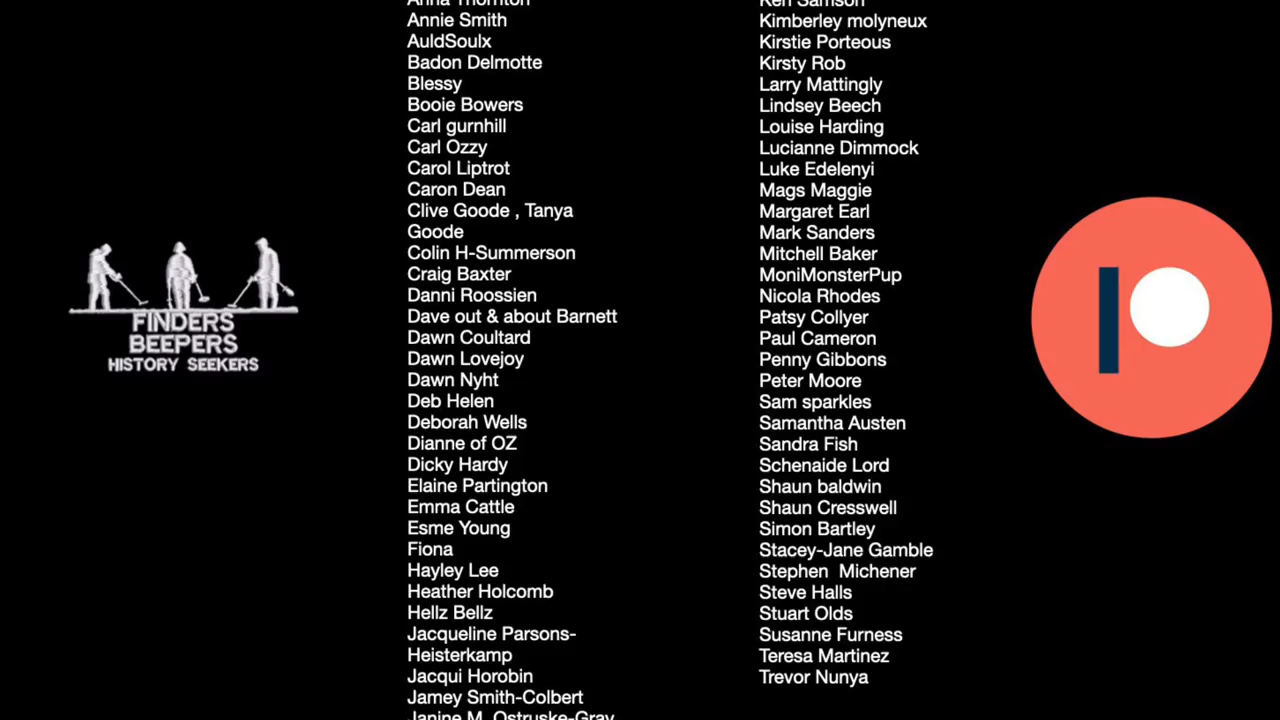 Anna Thornton
Annie Smith
AuldSoulx
Badon Delmotte
Blessy
Booie Bowers
Carl gurnhill
Carl Ozzy
Carol Liptrot
Caron Dean
Clive Goode , Tanya
Goode
Colin H-Summerson
Craig Baxter
Danni Roossien
Dave out & about Barnett
Dawn Coultard
Dawn Lovejoy
Dawn Nyht
Deb Helen
Deborah Wells
Dianne of OZ
Dicky Hardy
Elaine Partington
Emma Cattle
Esme Young
Fiona
Hayley Lee
Heather Holcomb
Hellz Bellz
Jacqueline Parsons-
Heisterkamp
Jacqui Horobin
Jamey Smith-Colbert
Janine M. Ostruske-Gray
Ken Samson
Kimberley molyneux
Kirstie Porteous
Kirsty Rob
Larry Mattingly
Lindsey Beech
Louise Harding
Lucianne Dimmock
Luke Edelenyi
Mags Maggie
Margaret Earl
Mark Sanders
Mitchell Baker
MoniMonsterPup
Nicola Rhodes
Patsy Collyer
Paul Cameron
Penny Gibbons
Peter Moore
Sam sparkles
Samantha Austen
Sandra Fish
Schenaide Lord
Shaun baldwin
Shaun Cresswell
Simon Bartley
Stacey-Jane Gamble
Stephen  Michener
Steve Halls
Stuart Olds
Susanne Furness
Teresa Martinez
Trevor Nunya
FINDERS
BEEPERS
HISTORY SEEKERS